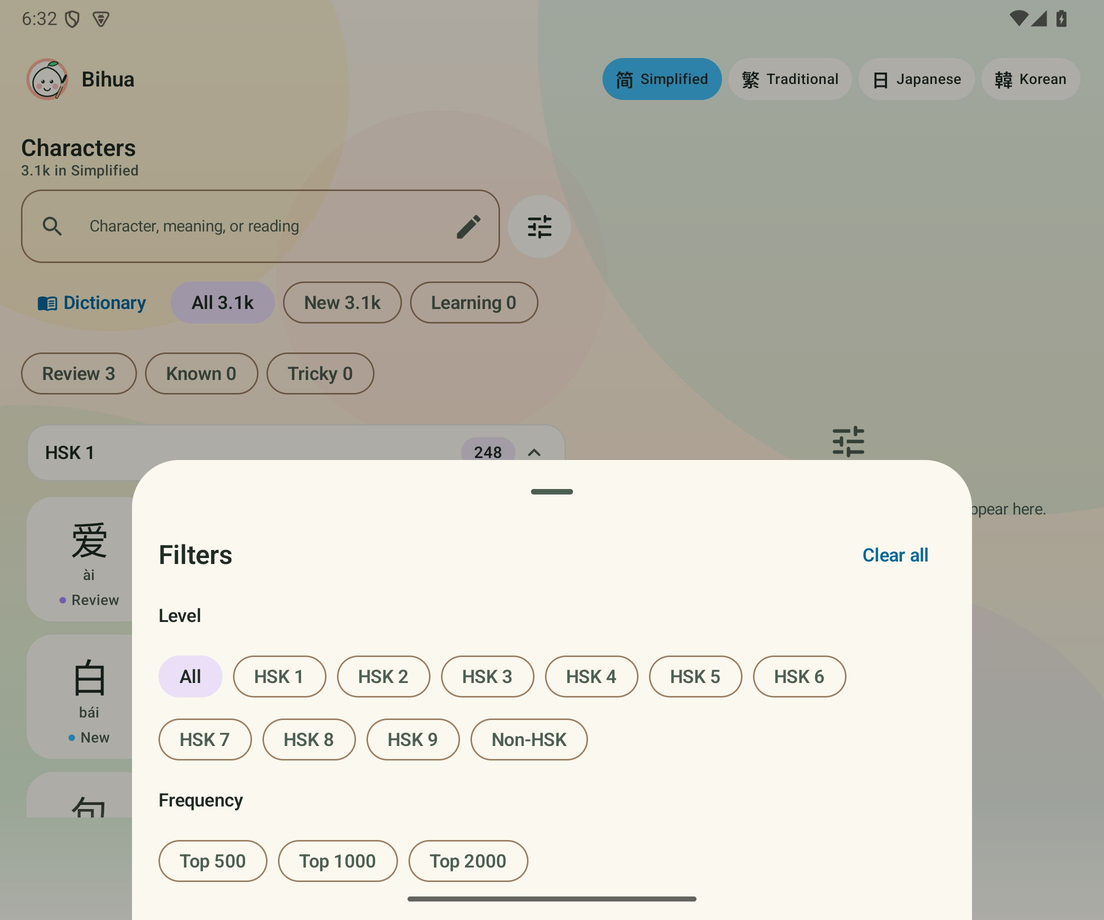 6:32
Bihua
简 Simplified
繁 Traditional
日 Japanese
韓 Korean
Characters
3.1k in Simplified
Character, meaning, or reading
Dictionary
All 3.1k
New 3.1k
Learning 0
Review 3
Known 0
Tricky 0
HSK 1
248
爱
ài
Review
白
bái
New
appear here.
Filters
Clear all
Level
All
HSK 1
HSK 2
HSK 3
HSK 4
HSK 5
HSK 6
HSK 7
HSK 8
HSK 9
Non-HSK
Frequency
Top 500
Top 1000
Top 2000